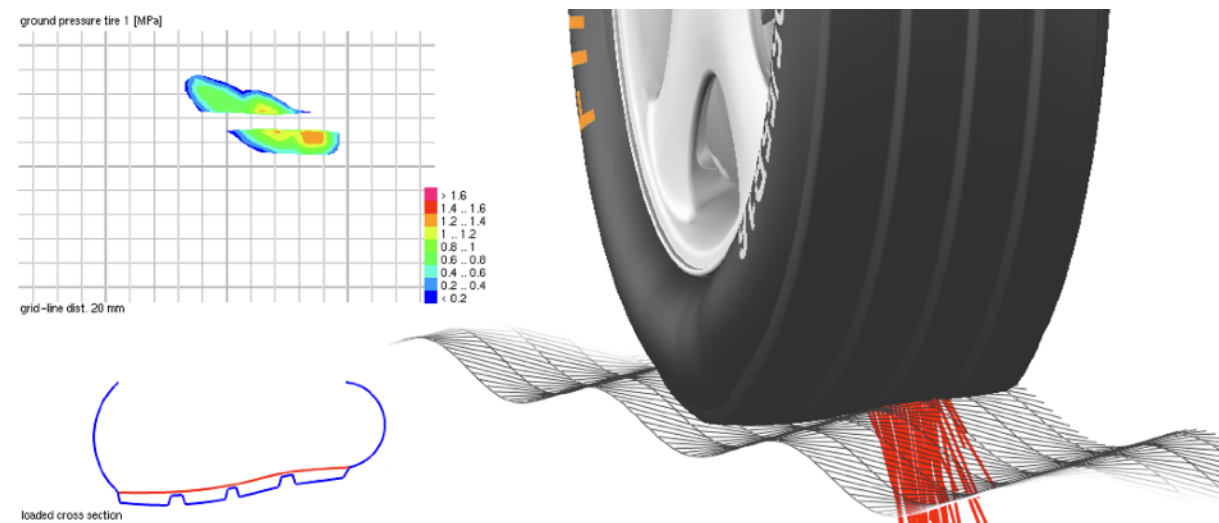 ground pressure tire 1 [MPa]
> 1.6
1.4 .. 1.6
1.2 .. 1.4
1 .. 1.2
0.8 .. 1
0.6 .. 0.8
0.4 .. 0.6
0.2 .. 0.4
< 0.2
grid-line dist. 20 mm
loaded cross section